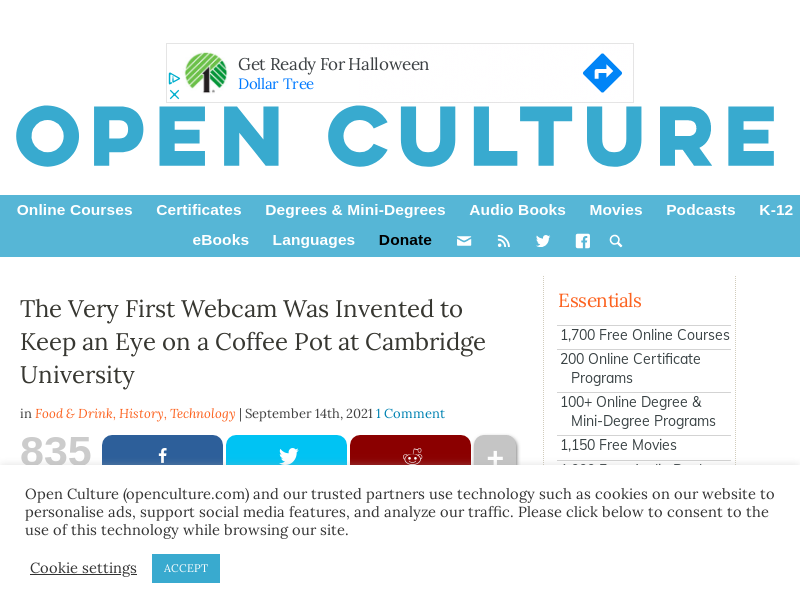 Get Ready For Halloween
Dollar Tree
OPEN CULTURE
Online Courses Certificates Degrees & Mini-Degrees Audio Books Movies Podcasts K-12
eBooks Languages Donate
The Very First Webcam Was Invented to
Keep an Eye on a Coffee Pot at Cambridge
University
in Food & Drink, History, Technology | September 14th, 2021 1 Comment
835
Essentials
1,700 Free Online Courses
200 Online Certificate
Programs
100+ Online Degree &
Mini-Degree Programs
1,150 Free Movies
Open Culture (openculture.com) and our trusted partners use technology such as cookies on our website to
personalise ads, support social media features, and analyze our traffic. Please click below to consent to the
use of this technology while browsing our site.
Cookie settings ACCEPT